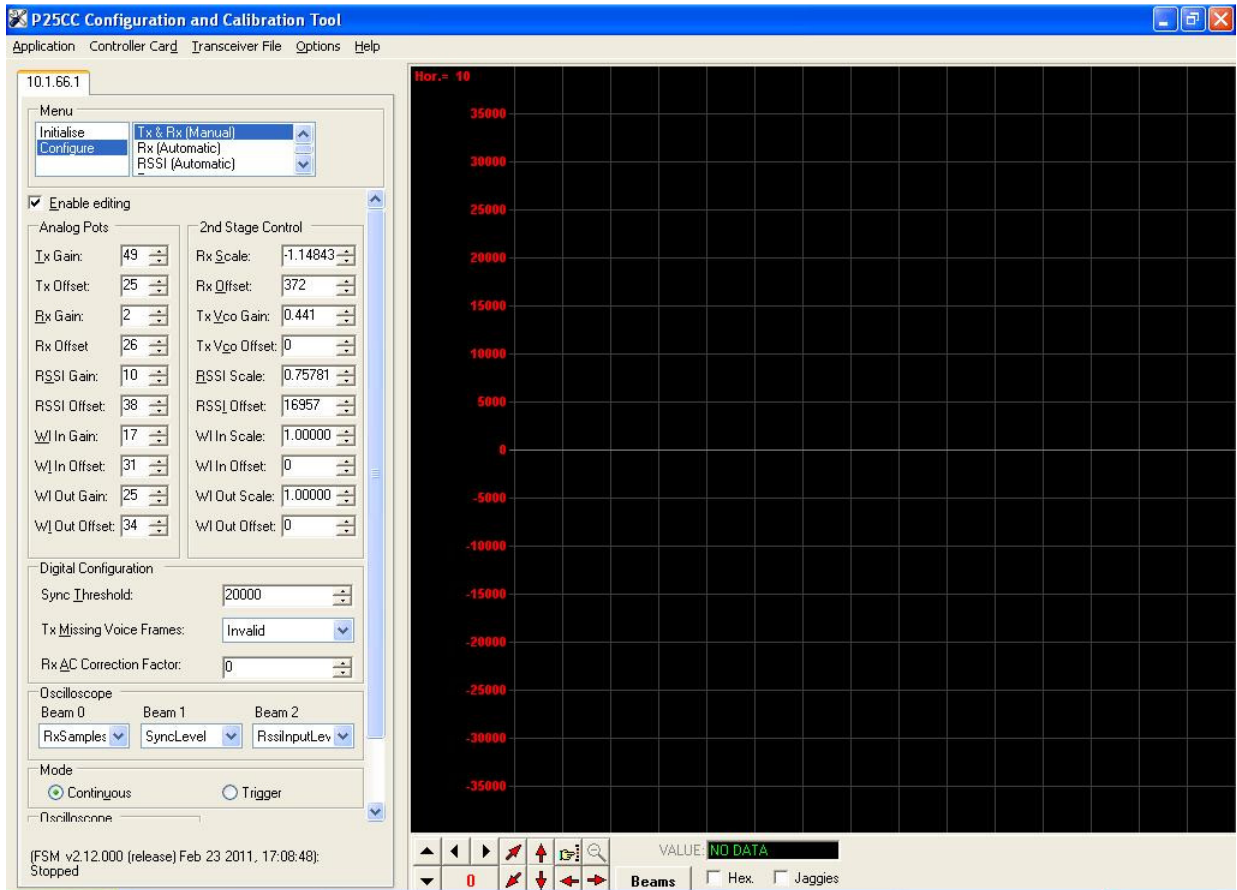 P25CC Configuration and Calibration Tool
Application Controller Card Transceiver File Options Help
10.1.66.1
Menu
Initialise
Configure
Tx & Rx (Manual)
Rx (Automatic)
RSSI (Automatic)
Enable editing
Analog Pots
Tx Gain: 49
Tx Offset: 25
Rx Gain: 2
Rx Offset 26
RSSI Gain: 10
RSSI Offset: 38
WI In Gain: 17
WI In Offset: 31
WI Out Gain: 25
WI Out Offset: 34
2nd Stage Control
Rx Scale: -1.14843
Rx Offset: 372
Tx Vco Gain: 0.441
Tx Vco Offset: 0
RSSI Scale: 0.75781
RSSI Offset: 16957
WI In Scale: 1.00000
WI In Offset: 0
WI Out Scale: 1.00000
WI Out Offset: 0
Digital Configuration
Sync Threshold: 20000
Tx Missing Voice Frames: Invalid
Rx AC Correction Factor: 0
Oscilloscope
Beam 0 Beam 1 Beam 2
RxSamples SyncLevel RssiInputLev
Mode
Continuous Trigger
Oscilloscope
(FSM v2.12.000 (release) Feb 23 2011, 17:08:48):
Stopped
Hor.= 10
35000
30000
25000
20000
15000
10000
5000
0
-5000
-10000
-15000
-20000
-25000
-30000
-35000
VALUE: NO DATA
0 Beams Hex. Jaggies